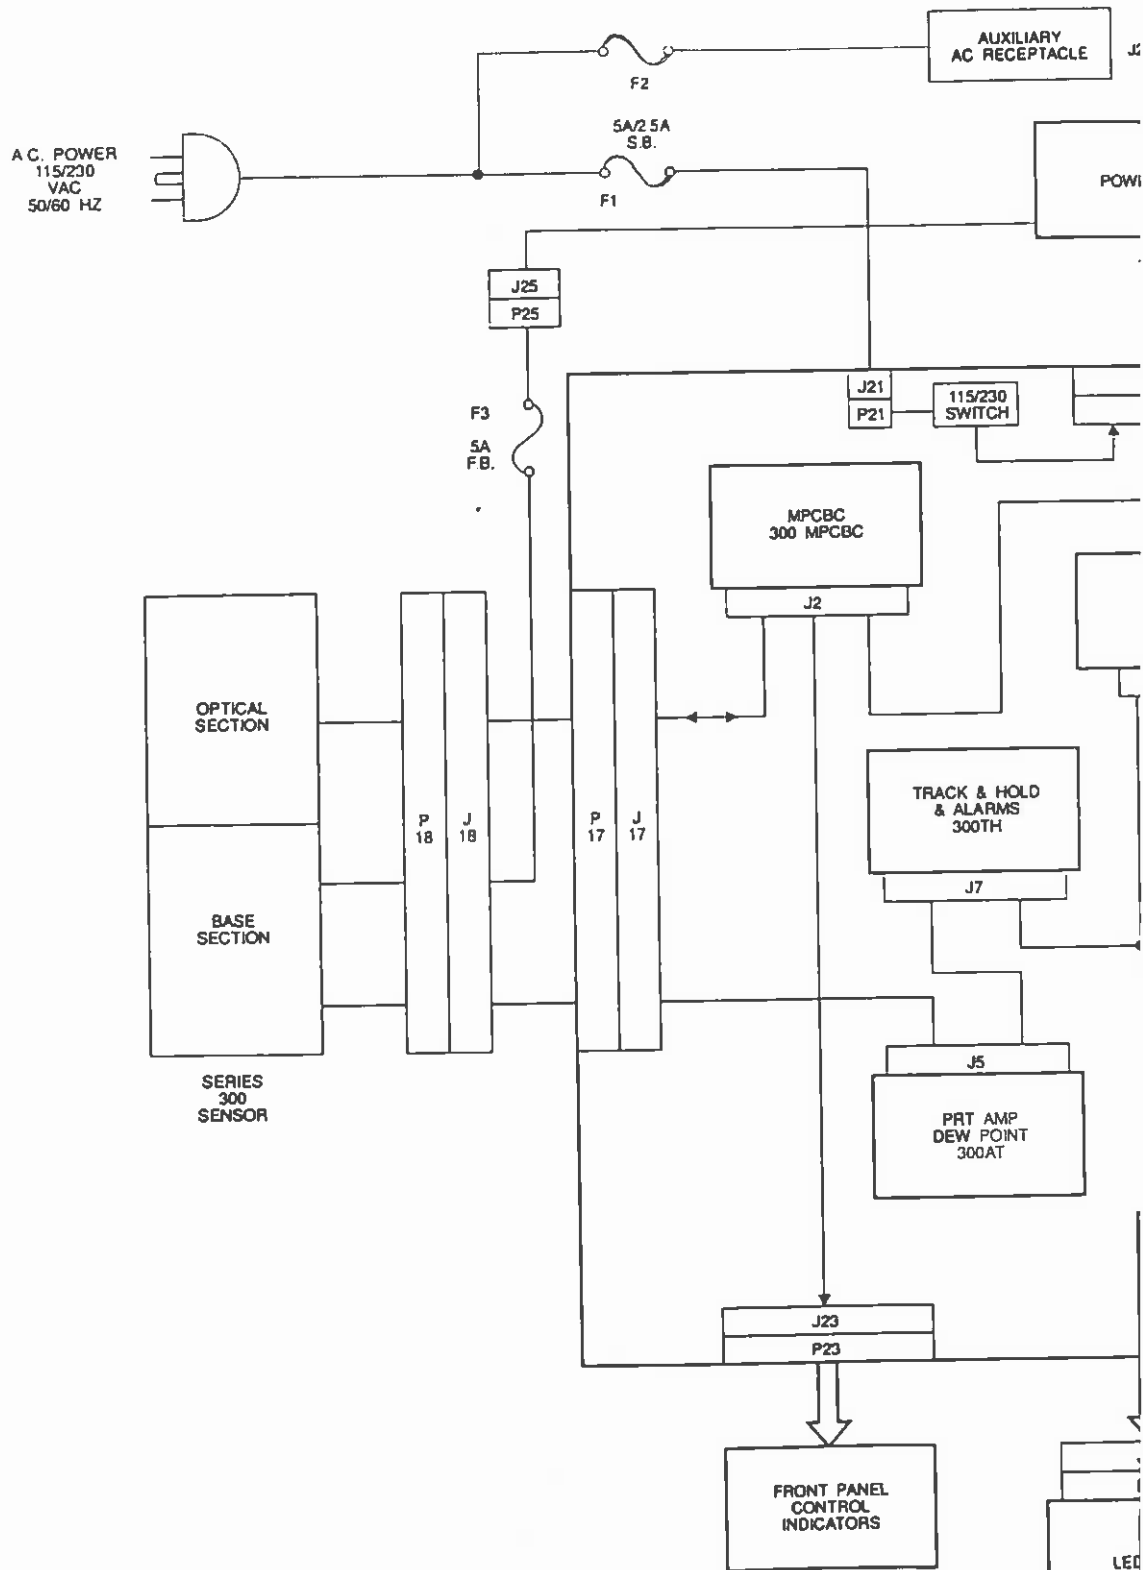 AUXILIARY
AC RECEPTACLE
F2
5A/2 5A
S.B.
F1
A C. POWER
115/230
VAC
50/60 HZ
J25
P25
F3
5A
F.B.
J21
P21
115/230
SWITCH
MPCBC
300 MPCBC
J2
OPTICAL
SECTION
BASE
SECTION
P
18
J
18
P
17
J
17
TRACK & HOLD
& ALARMS
300TH
J7
SERIES
300
SENSOR
J5
PRT AMP
DEW POINT
300AT
J23
P23
FRONT PANEL
CONTROL
INDICATORS
LED